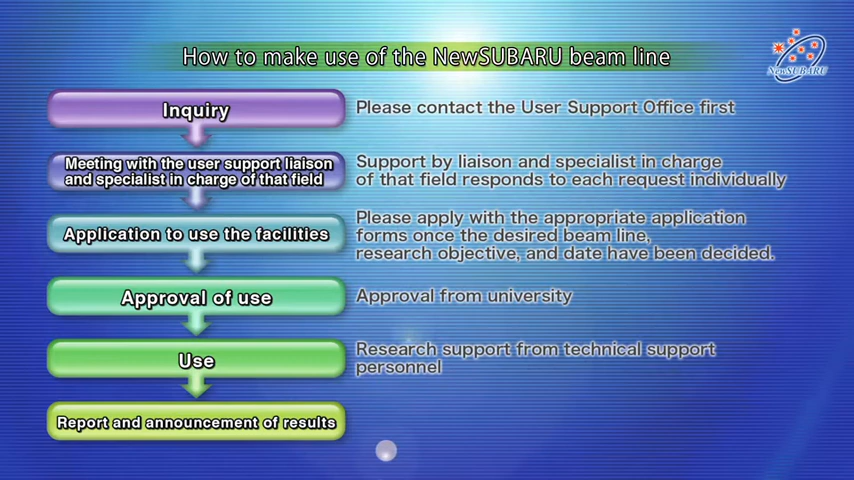 How to make use of the NewSUBARU beam line
NewSUBARU
Inquiry
Please contact the User Support Office first
Meeting with the user support liaison
and specialist in charge of that field
Support by liaison and specialist in charge
of that field responds to each request individually
Application to use the facilities
Please apply with the appropriate application
forms once the desired beam line,
research objective, and date have been decided.
Approval of use
Approval from university
Use
Research support from technical support
personnel
Report and announcement of results